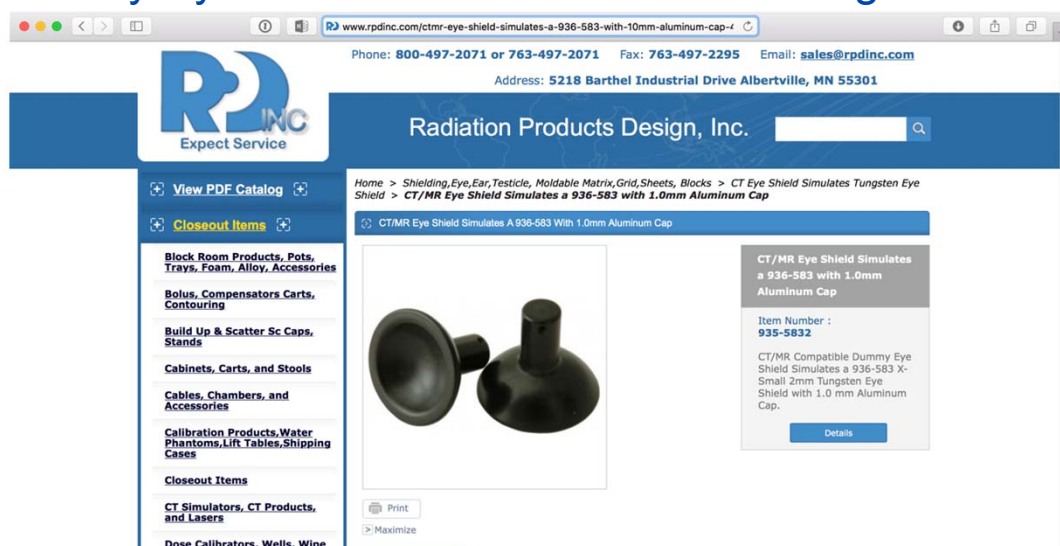 www.rpdinc.com/ctmr-eye-shield-simulates-a-936-583-with-10mm-aluminum-cap-4
Phone: 800-497-2071 or 763-497-2071 Fax: 763-497-2295 Email: sales@rpdinc.com
Address: 5218 Barthel Industrial Drive Albertville, MN 55301
RPD INC
Expect Service
Radiation Products Design, Inc.
View PDF Catalog
Closeout Items
Block Room Products, Pots,
Trays, Foam, Alloy, Accessories
Bolus, Compensators Carts,
Contouring
Build Up & Scatter Sc Caps,
Stands
Cabinets, Carts, and Stools
Cables, Chambers, and
Accessories
Calibration Products,Water
Phantoms,Lift Tables,Shipping
Cases
Closeout Items
CT Simulators, CT Products,
and Lasers
Dose Calibrators, Wells, Wipe
Home > Shielding,Eye,Ear,Testicle, Moldable Matrix,Grid,Sheets, Blocks > CT Eye Shield Simulates Tungsten Eye
Shield > CT/MR Eye Shield Simulates a 936-583 with 1.0mm Aluminum Cap
CT/MR Eye Shield Simulates A 936-583 With 1.0mm Aluminum Cap
CT/MR Eye Shield Simulates
a 936-583 with 1.0mm
Aluminum Cap
Item Number :
935-5832
CT/MR Compatible Dummy Eye
Shield Simulates a 936-583 X-
Small 2mm Tungsten Eye
Shield with 1.0 mm Aluminum
Cap.
Details
Print
Maximize